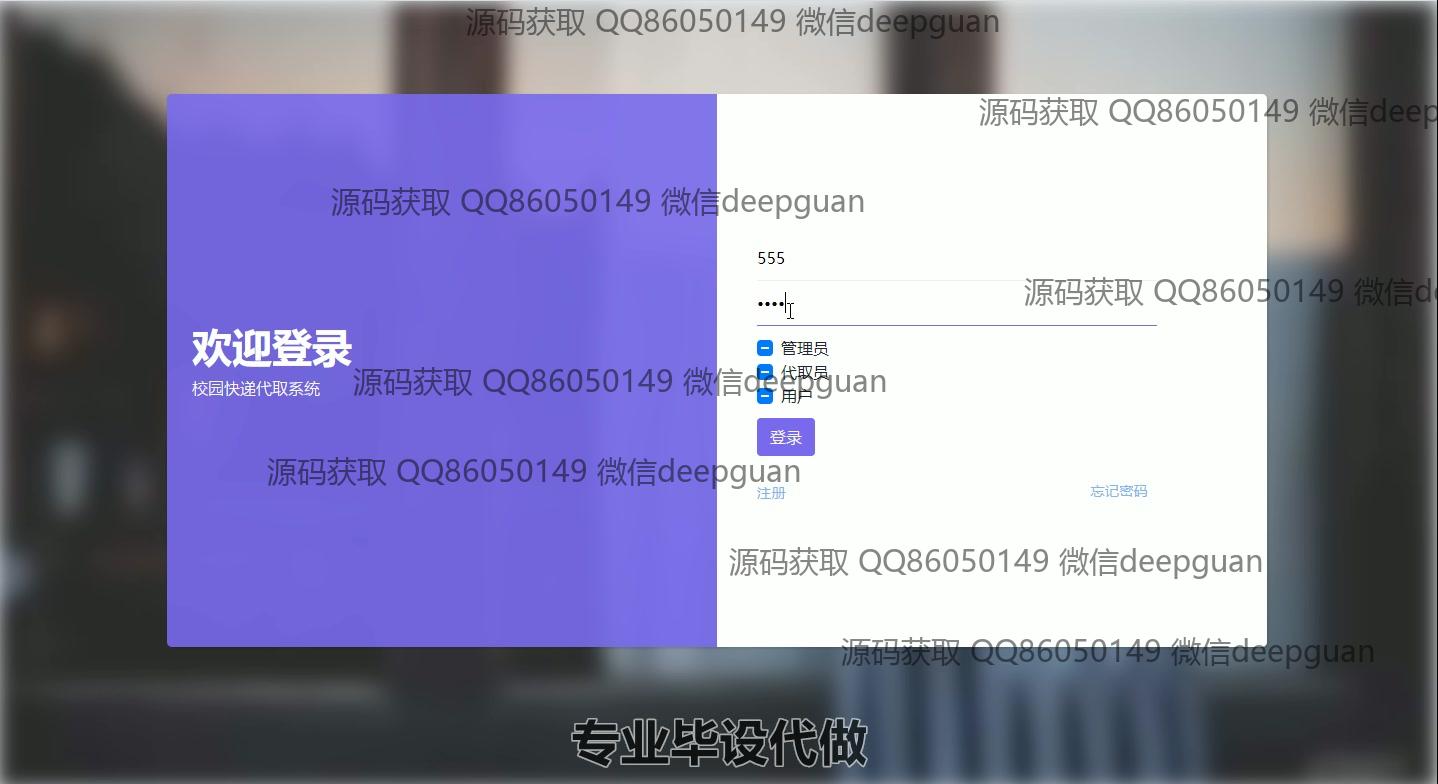 源码获取 QQ86050149 微信deepguan
源码获取 QQ86050149 微信deep
源码获取 QQ86050149 微信deepguan
555
源码获取 QQ86050149 微信de
••••
欢迎登录
管理员
校园快递代取系统
源码获取 QQ86050149 微信deepguan
代取员
用户
登录
源码获取 QQ86050149 微信deepguan
注册
忘记密码
源码获取 QQ86050149 微信deepguan
源码获取 QQ86050149 微信deepguan
专业毕设代做